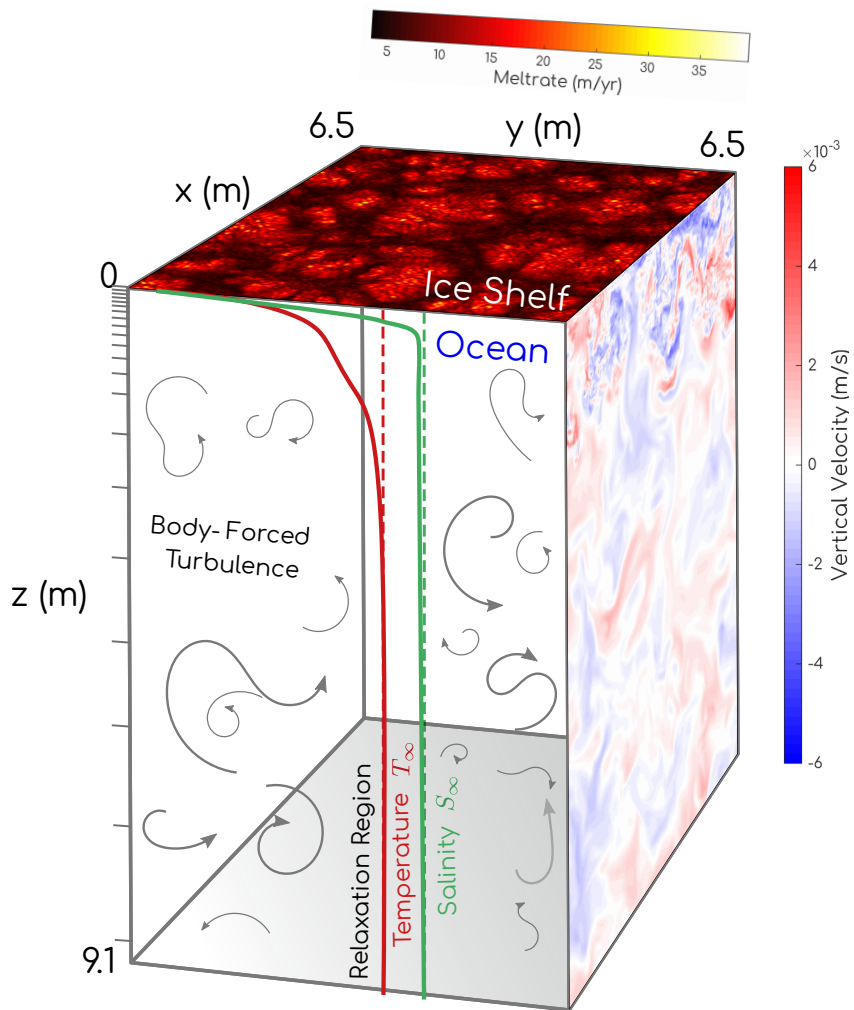 5 10 15 20 25 30 35
Meltrate (m/yr)
6.5
y (m)
6.5
x (m)
×10⁻³
6
4
2
0
-2
-4
-6
Vertical Velocity (m/s)
0
Ice Shelf
Ocean
Body-Forced
Turbulence
z (m)
9.1
Relaxation Region
Temperature T∞
Salinity S∞